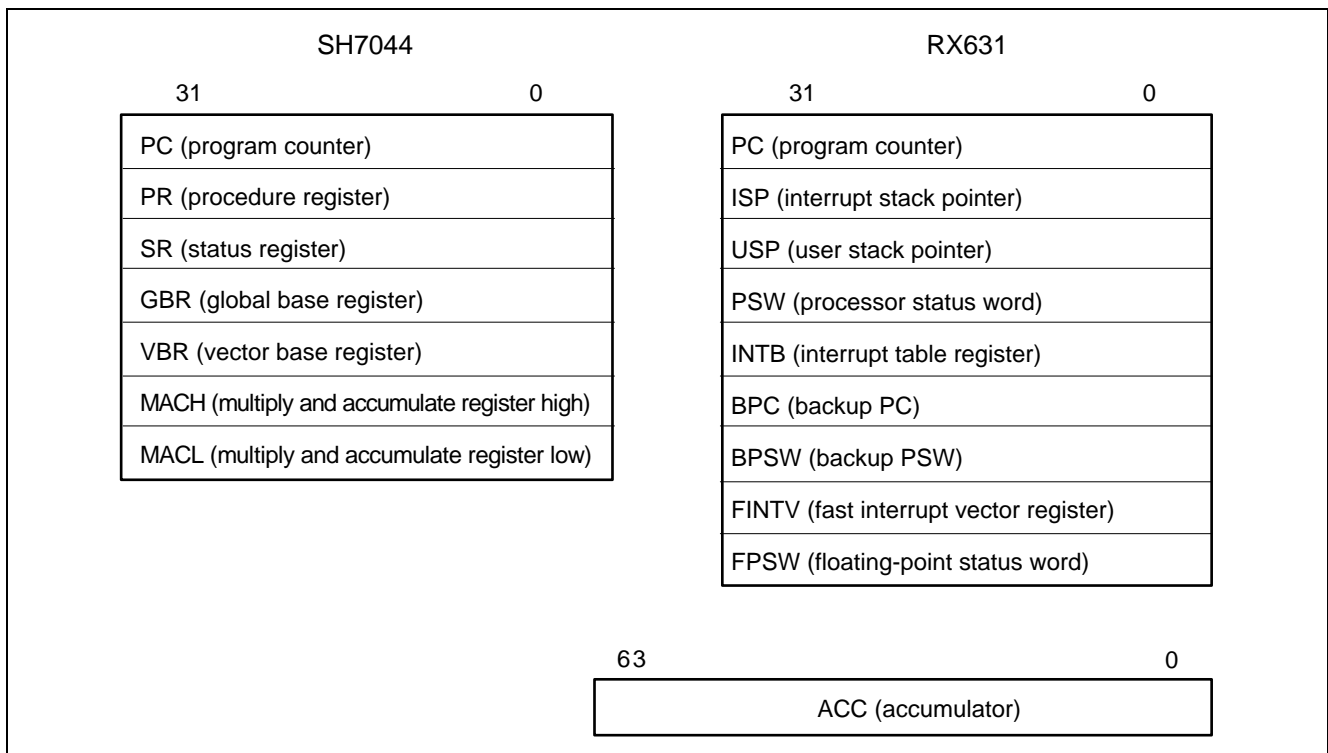 SH7044
31 0
PC (program counter)
PR (procedure register)
SR (status register)
GBR (global base register)
VBR (vector base register)
MACH (multiply and accumulate register high)
MACL (multiply and accumulate register low)
RX631
31 0
PC (program counter)
ISP (interrupt stack pointer)
USP (user stack pointer)
PSW (processor status word)
INTB (interrupt table register)
BPC (backup PC)
BPSW (backup PSW)
FINTV (fast interrupt vector register)
FPSW (floating-point status word)
63 0
ACC (accumulator)